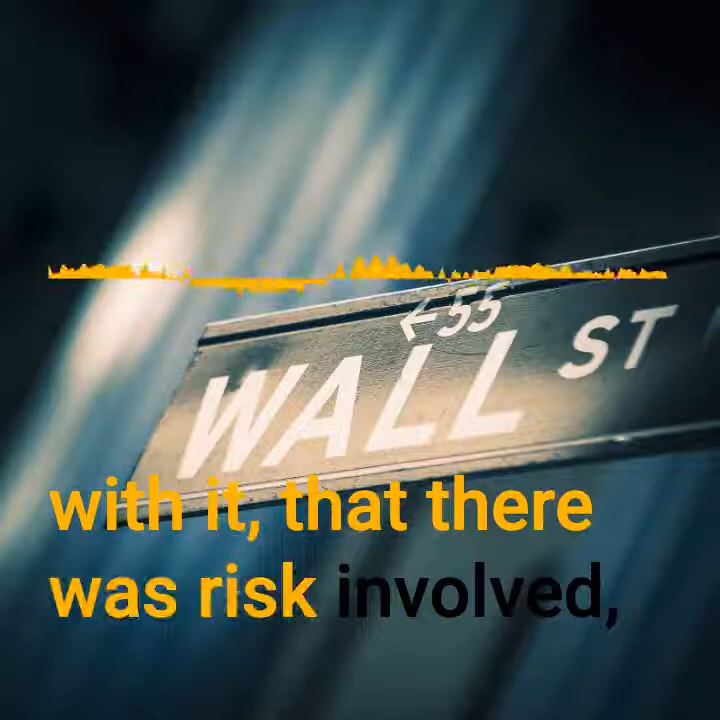 ←55
WALL ST
with it, that there
was risk involved,